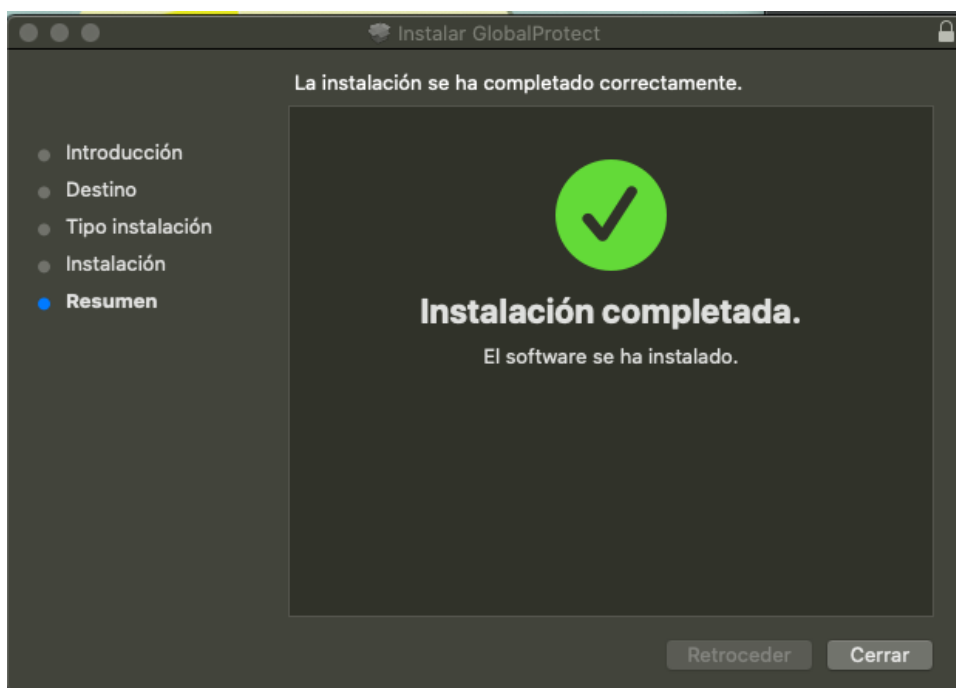 Instalar GlobalProtect
La instalación se ha completado correctamente.
Introducción
Destino
Tipo instalación
Instalación
Resumen
Instalación completada.
El software se ha instalado.
Retroceder
Cerrar